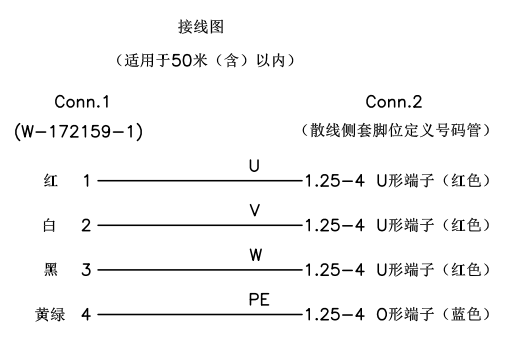 接线图
（适用于50米（含）以内）
Conn.1 Conn.2
(W-172159-1) （散线侧套脚位定义号码管）
U
红 1 1.25-4 U形端子（红色）
V
白 2 1.25-4 U形端子（红色）
W
黑 3 1.25-4 U形端子（红色）
PE
黄绿 4 1.25-4 O形端子（蓝色）